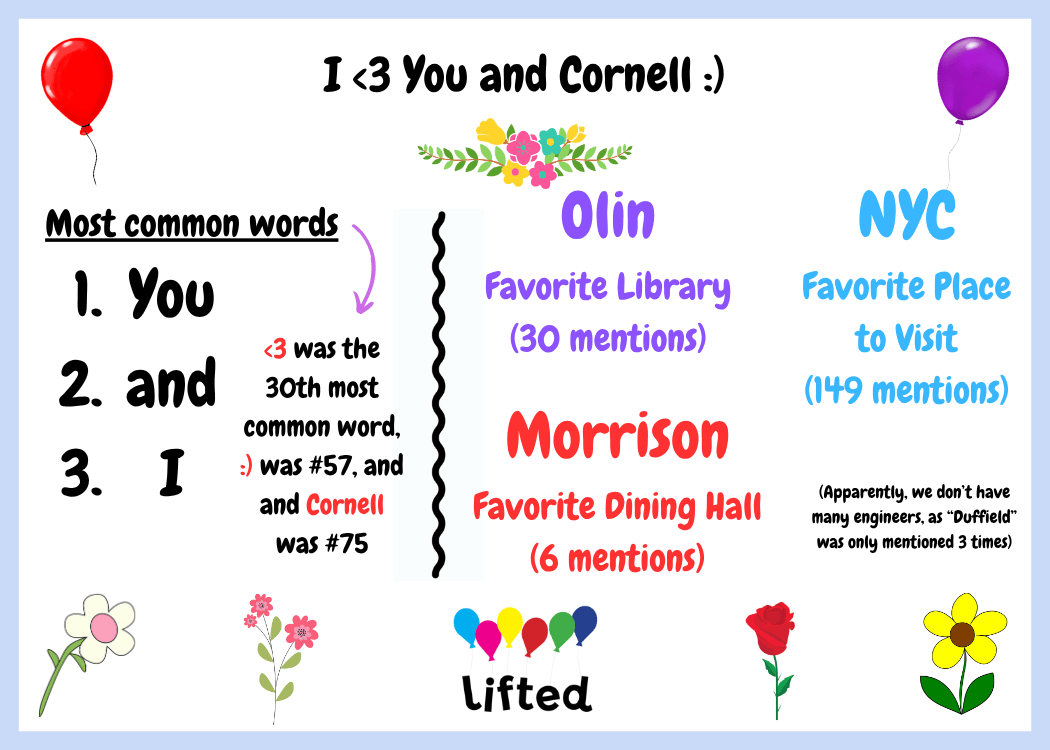 I <3 You and Cornell :)
Most common words
1. You
2. and
3. I
<3 was the
30th most
common word,
:) was #57, and
and Cornell
was #75
Olin
Favorite Library
(30 mentions)
Morrison
Favorite Dining Hall
(6 mentions)
NYC
Favorite Place
to Visit
(149 mentions)
(Apparently, we don't have
many engineers, as “Duffield”
was only mentioned 3 times)
lifted